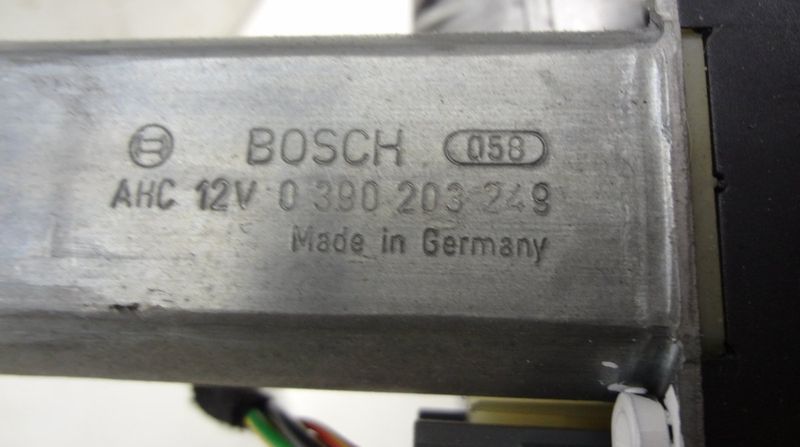 BOSCH 058
AHC 12V 0 390 203 249
Made in Germany